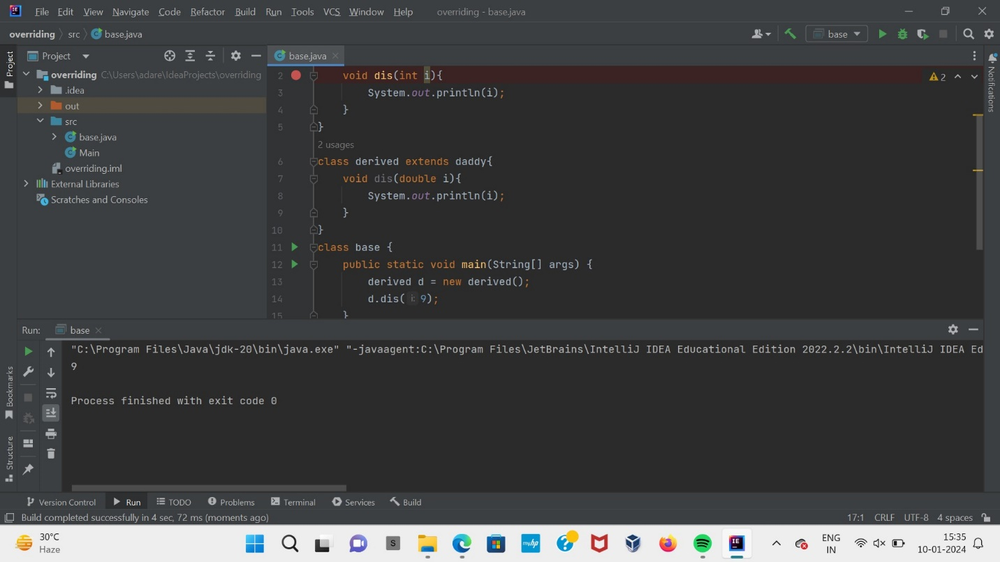 File Edit View Navigate Code Refactor Build Run Tools VCS Window Help overriding - base.java
overriding src base.java base
Project
Project
base.java
overriding C:\Users\adare\IdeaProjects\overriding
.idea
out
src
base.java
Main
overriding.iml
External Libraries
Scratches and Consoles
2 void dis(int i){
3 System.out.println(i);
4 }
5 }
2 usages
6 class derived extends daddy{
7 void dis(double i){
8 System.out.println(i);
9 }
10 }
11 class base {
12 public static void main(String[] args) {
13 derived d = new derived();
14 d.dis( i: 9);
15 }
2
Notifications
Run: base
"C:\Program Files\Java\jdk-20\bin\java.exe" "-javaagent:C:\Program Files\JetBrains\IntelliJ IDEA Educational Edition 2022.2.2\bin\IntelliJ IDEA Ed
9
Process finished with exit code 0
Bookmarks
Structure
Version Control Run TODO Problems Terminal Services Build
Build completed successfully in 4 sec, 72 ms (moments ago) 17:1 CRLF UTF-8 4 spaces
30°C
Haze
S
myhp
IE
ENG
IN
15:35
10-01-2024